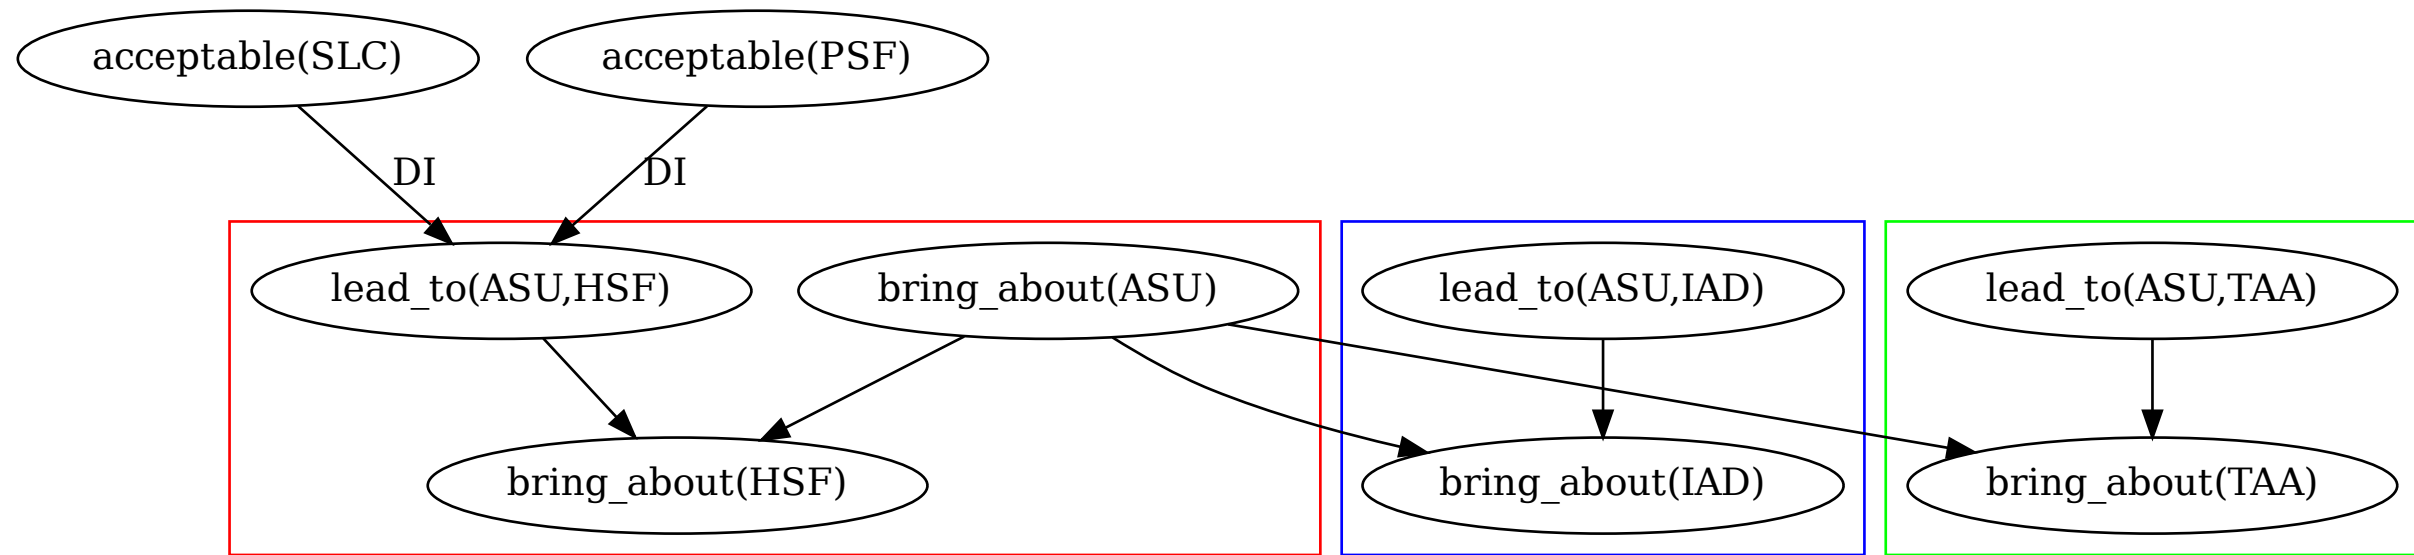 acceptable(SLC)
acceptable(PSF)
DI
DI
lead_to(ASU,HSF)
bring_about(ASU)
lead_to(ASU,IAD)
lead_to(ASU,TAA)
bring_about(HSF)
bring_about(IAD)
bring_about(TAA)